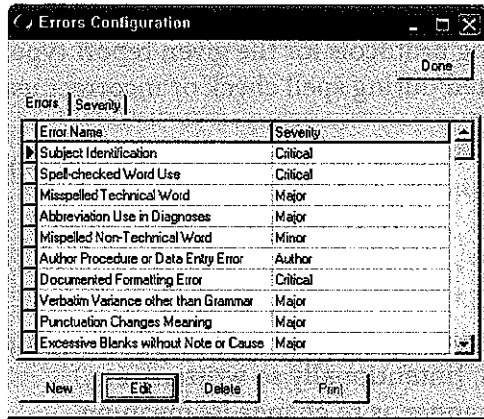 Errors Configuration
Done
Errors Severity
Error Name Severity
Subject Identification Critical
Spell-checked Word Use Critical
Misspelled Technical Word Major
Abbreviation Use in Diagnoses Major
Mispelled Non-Technical Word Minor
Author Procedure or Data Entry Error Author
Documented Formatting Error Critical
Verbatim Variance other than Grammar Major
Punctuation Changes Meaning Major
Excessive Blanks without Note or Cause Major
New Edit Delete Print